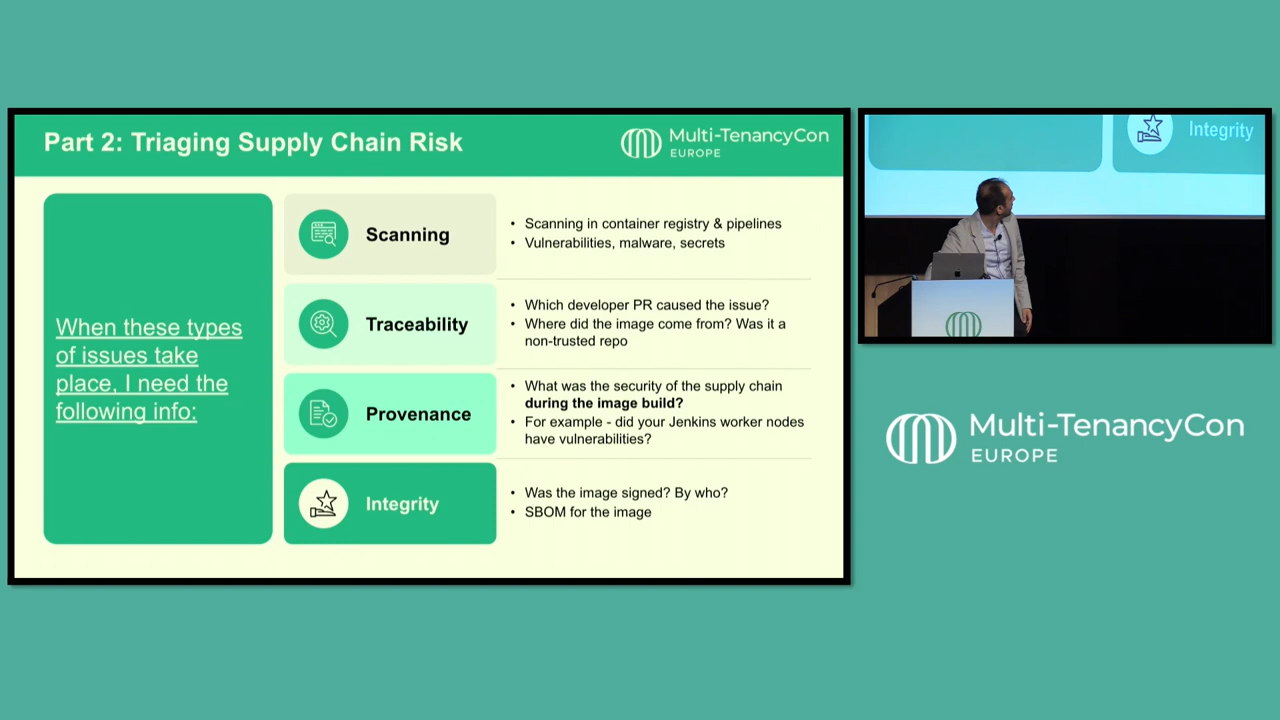 Part 2: Triaging Supply Chain Risk
Multi-TenancyCon
EUROPE
When these types
of issues take
place, I need the
following info:
Scanning
• Scanning in container registry & pipelines
• Vulnerabilities, malware, secrets
Traceability
• Which developer PR caused the issue?
• Where did the image come from? Was it a
non-trusted repo
Provenance
• What was the security of the supply chain
during the image build?
• For example - did your Jenkins worker nodes
have vulnerabilities?
Integrity
• Was the image signed? By who?
• SBOM for the image
Integrity
Multi-TenancyCon
EUROPE